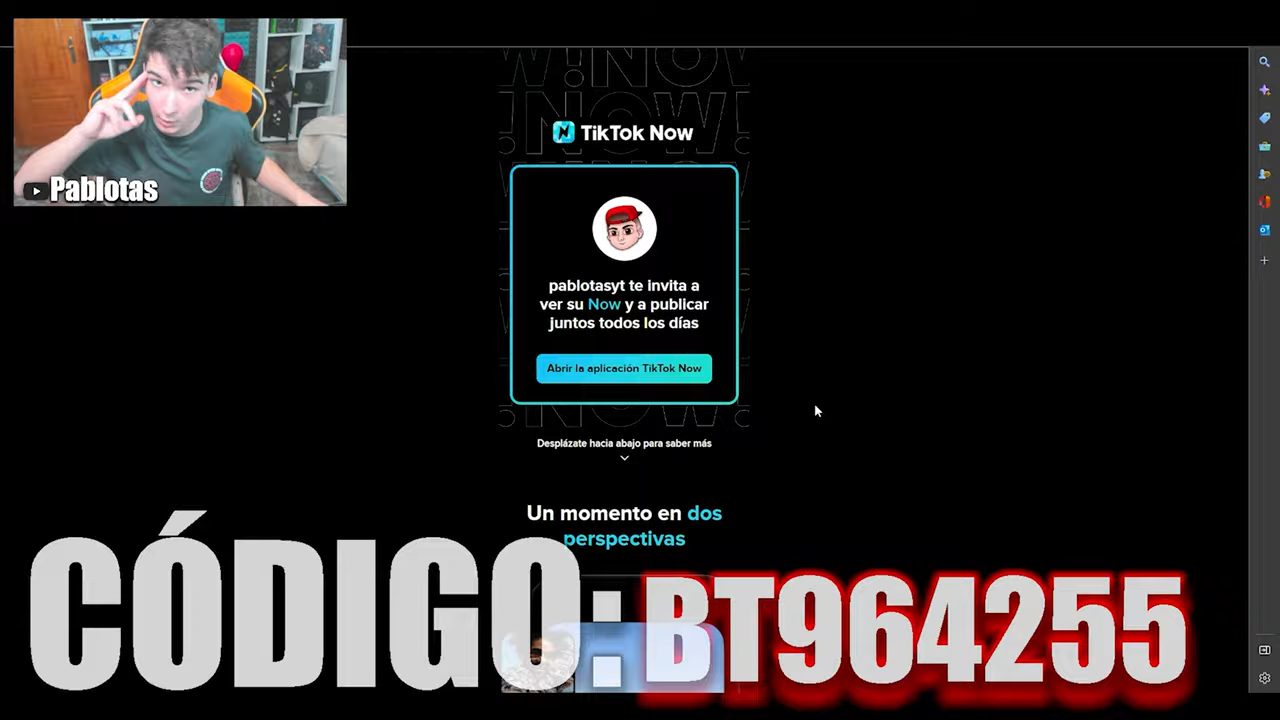 Pablotas
TikTok Now
pablotasyt te invita a
ver su Now y a publicar
juntos todos los días
Abrir la aplicación TikTok Now
Desplázate hacia abajo para saber más
Un momento en dos
perspectivas
CÓDIGO: BT964255